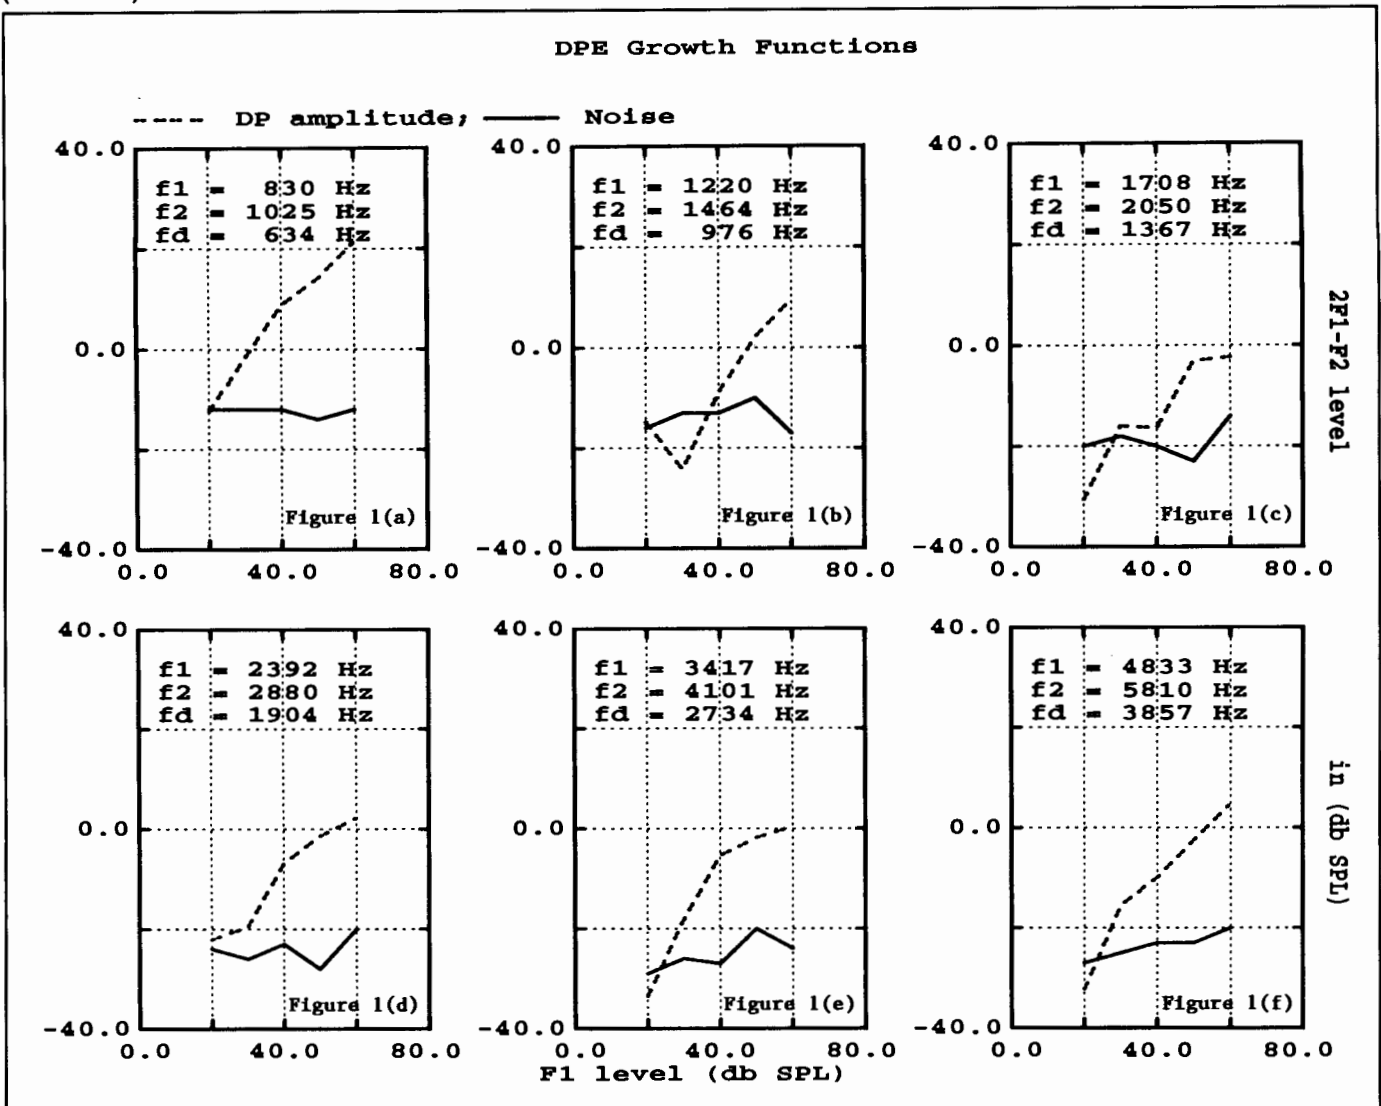 DPE Growth Functions
---- DP amplitude; —— Noise
40.0
f1 = 830 Hz
f2 = 1025 Hz
fd = 634 Hz
0.0
Figure 1(a)
-40.0
0.0 40.0 80.0
40.0
f1 = 1220 Hz
f2 = 1464 Hz
fd = 976 Hz
0.0
Figure 1(b)
-40.0
0.0 40.0 80.0
40.0
f1 = 1708 Hz
f2 = 2050 Hz
fd = 1367 Hz
0.0
Figure 1(c)
-40.0
0.0 40.0 80.0
40.0
f1 = 2392 Hz
f2 = 2880 Hz
fd = 1904 Hz
0.0
Figure 1(d)
-40.0
0.0 40.0 80.0
40.0
f1 = 3417 Hz
f2 = 4101 Hz
fd = 2734 Hz
0.0
Figure 1(e)
-40.0
0.0 40.0 80.0
40.0
f1 = 4833 Hz
f2 = 5810 Hz
fd = 3857 Hz
0.0
Figure 1(f)
-40.0
0.0 40.0 80.0
F1 level (db SPL)
2F1-F2 level
in (db SPL)